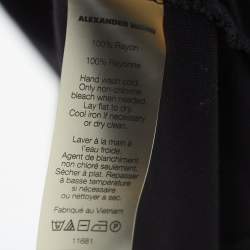 ALEXANDER
100% Rayon
100% Rayonne
Hand wash cold.
Only non-chlorine
bleach when needed.
Lay flat to dry.
Cool iron if necessary
or dry clean.
Laver à la main à
l'eau froide.
Agent de blanchiment
non chloré seulement.
Sécher à plat. Repassage
à basse température
si nécessaire
ou nettoyer à sec.
Fabriqué au Vietnam
11681